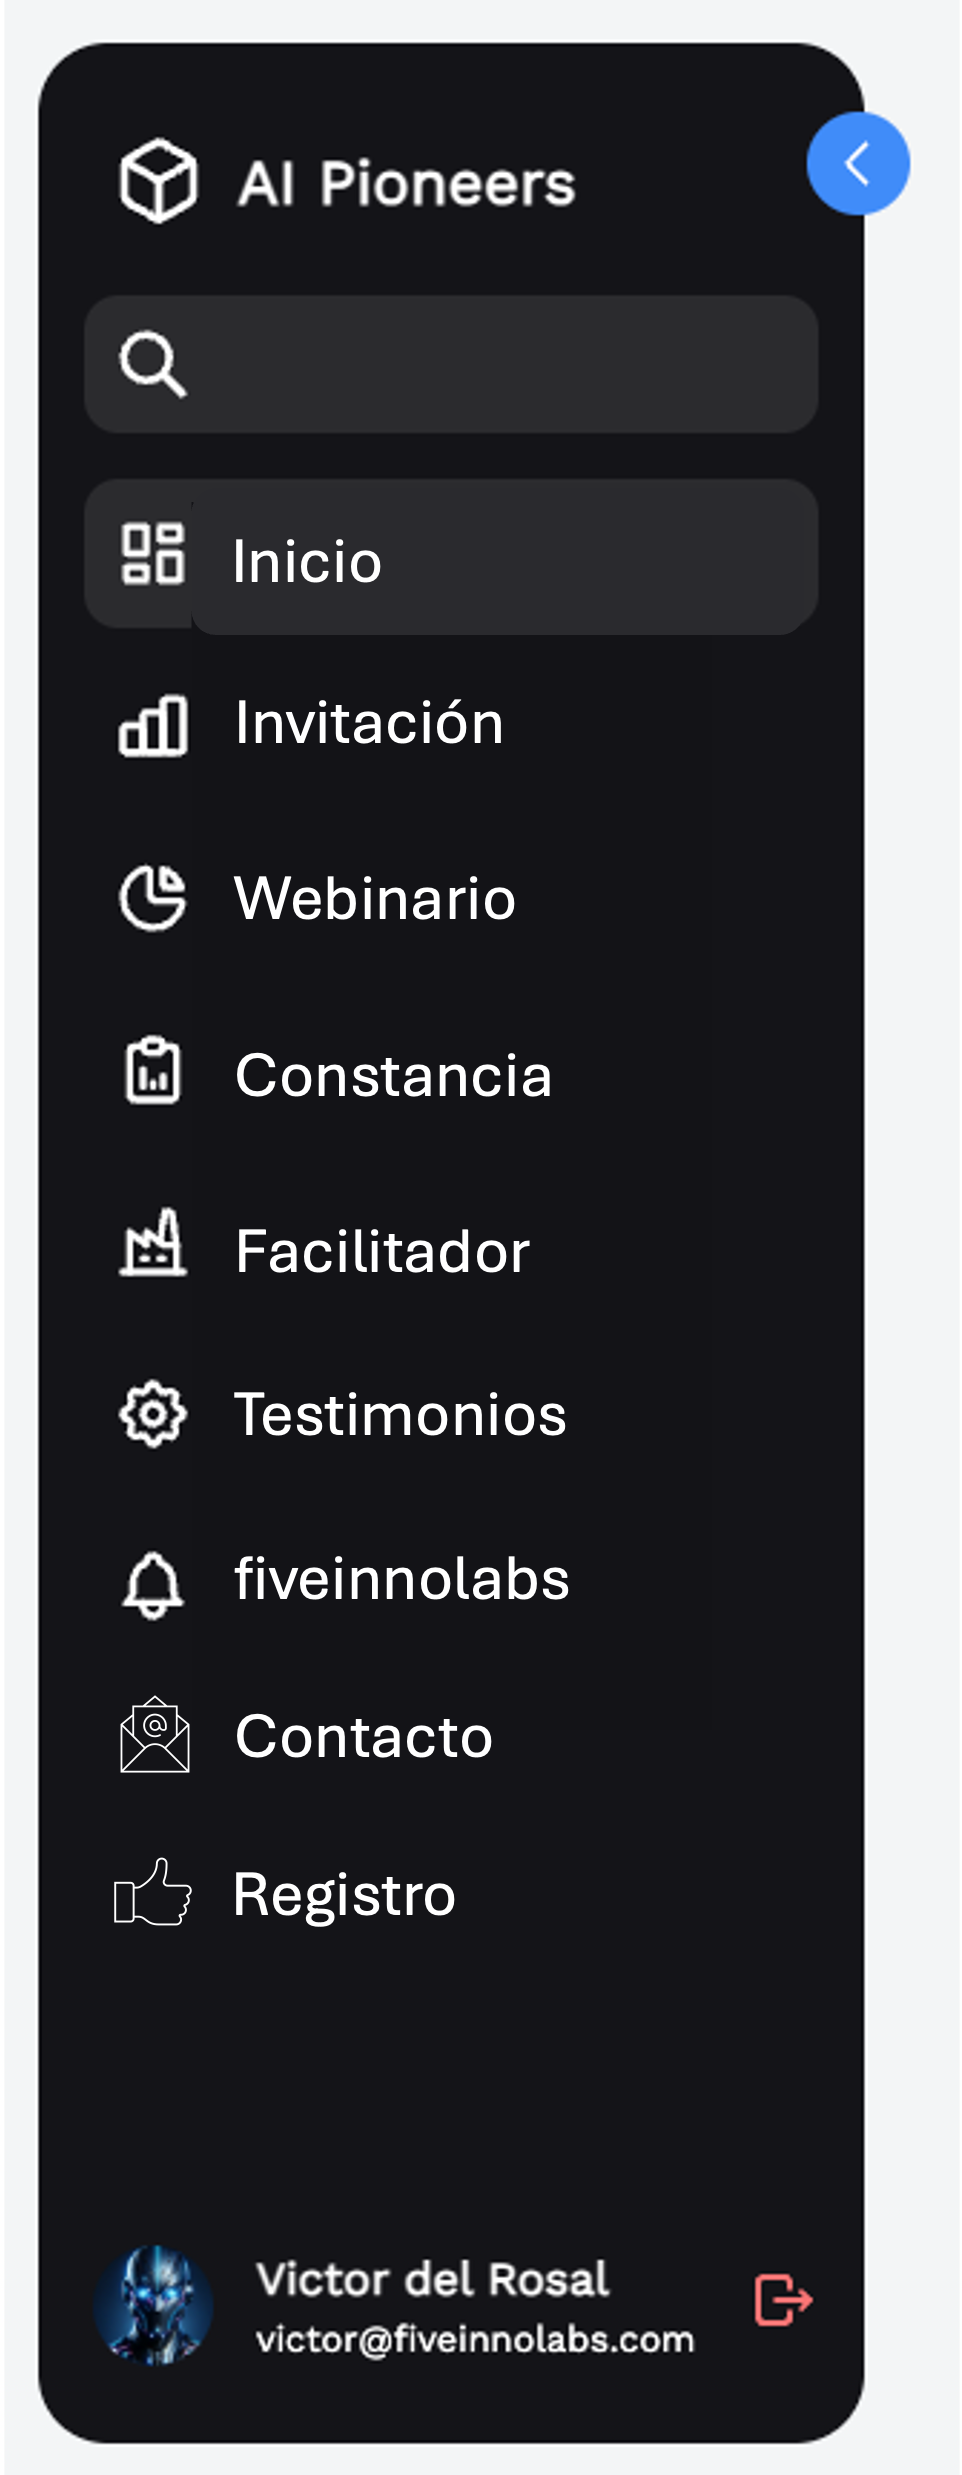 AI Pioneers
Inicio
Invitación
Webinario
Constancia
Facilitador
Testimonios
fiveinnolabs
@
Contacto
Registro
Victor del Rosal
victor@fiveinnolabs.com